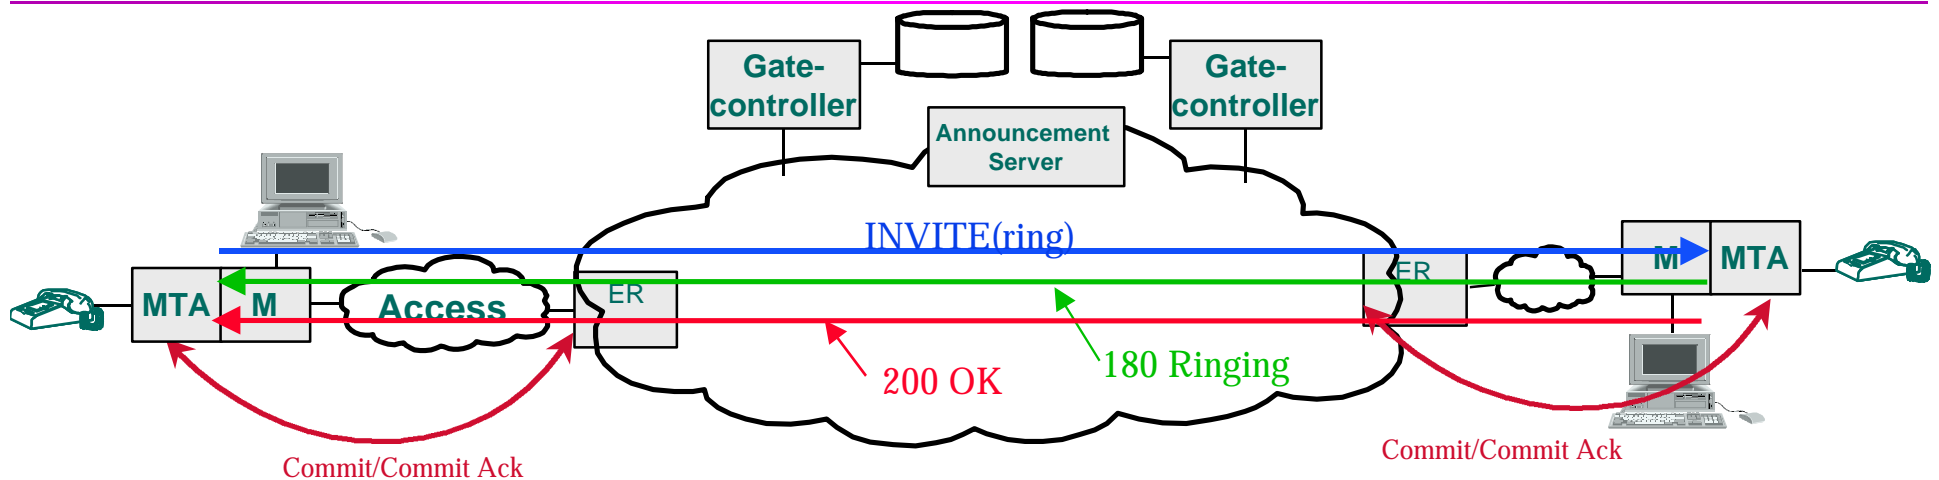 Gate-
controller
Gate-
controller
Announcement
Server
INVITE(ring)
MTA
M
Access
ER
ER
M
MTA
200 OK
180 Ringing
Commit/Commit Ack
Commit/Commit Ack